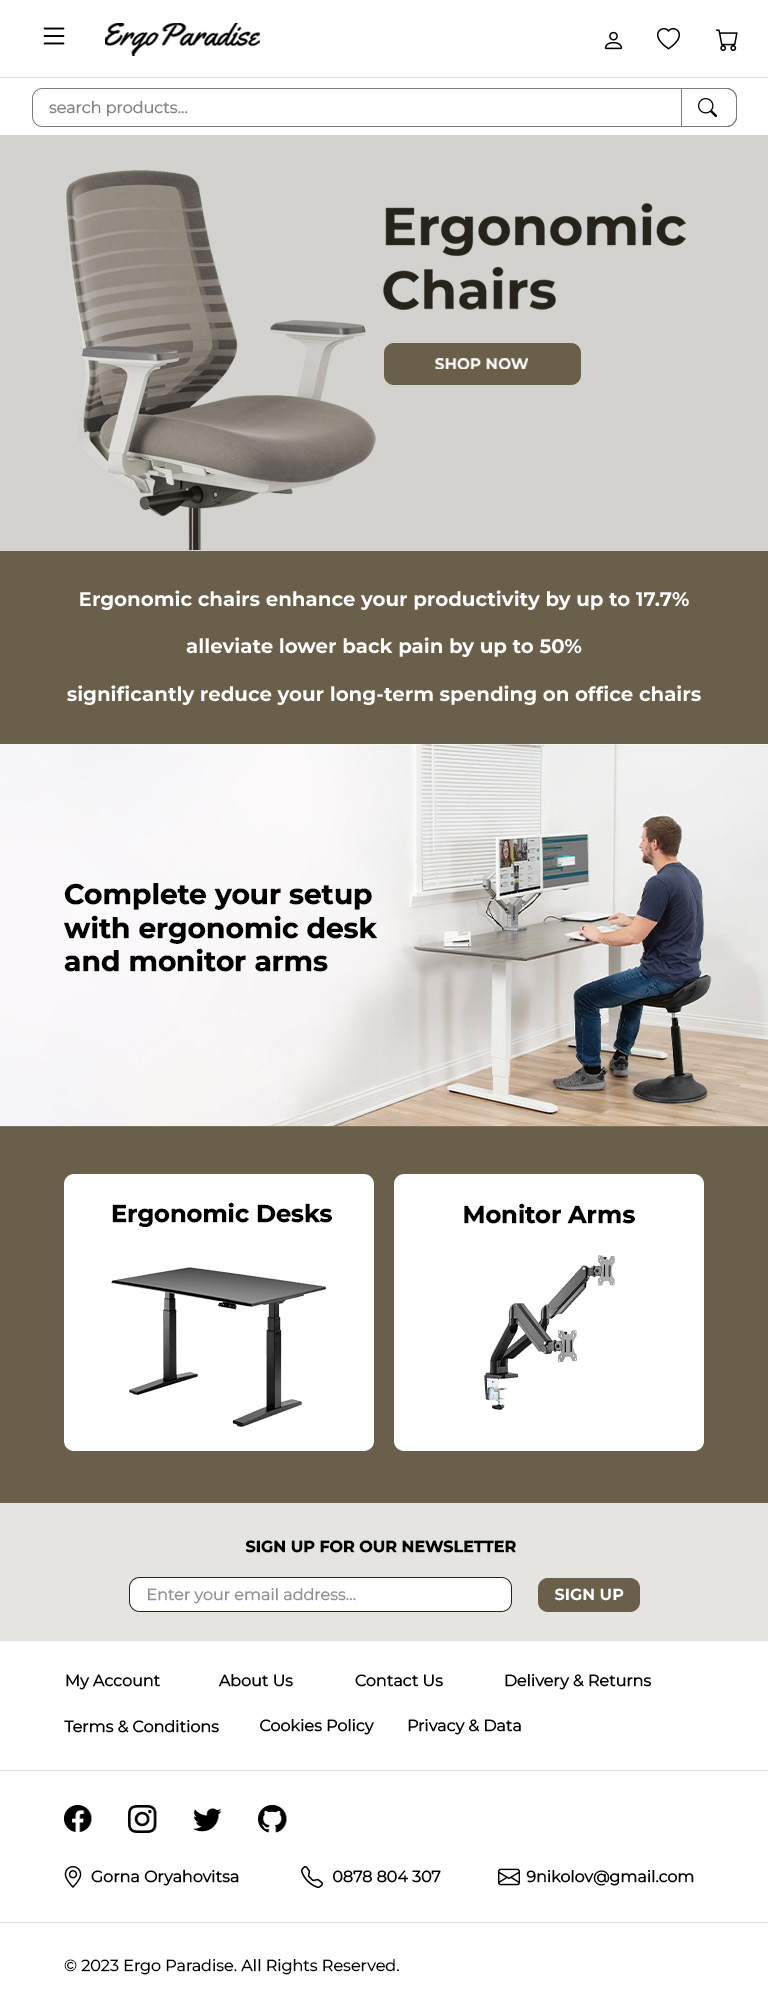 Ergo Paradise
search products...
Ergonomic
Chairs
SHOP NOW
Ergonomic chairs enhance your productivity by up to 17.7%
alleviate lower back pain by up to 50%
significantly reduce your long-term spending on office chairs
Complete your setup
with ergonomic desk
and monitor arms
Ergonomic Desks
Monitor Arms
SIGN UP FOR OUR NEWSLETTER
Enter your email address...
SIGN UP
My Account
About Us
Contact Us
Delivery & Returns
Terms & Conditions
Cookies Policy
Privacy & Data
Gorna Oryahovitsa
0878 804 307
9nikolov@gmail.com
© 2023 Ergo Paradise. All Rights Reserved.